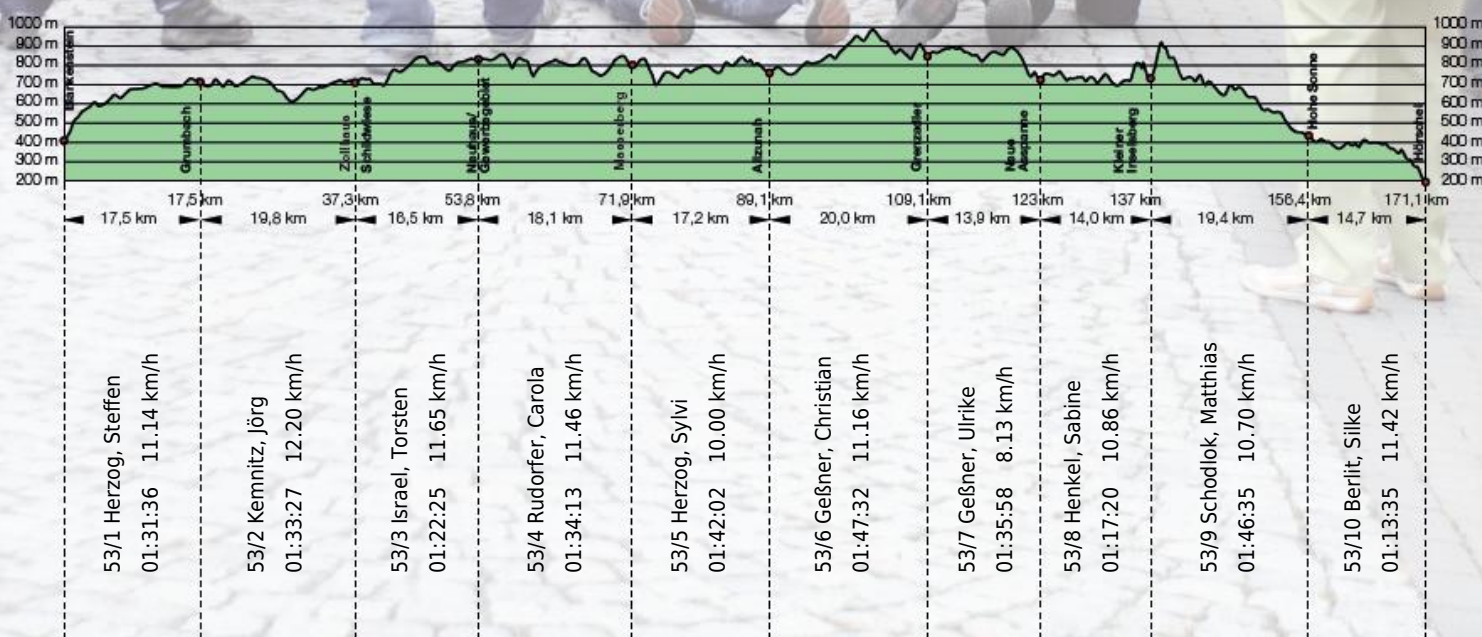 1000 m
900 m
800 m
700 m
600 m
500 m
400 m
300 m
200 m
1000 m
900 m
800 m
700 m
600 m
500 m
400 m
300 m
200 m
Blankenstein
Grumbach
Zollhaus
Schildwiese
Neuhaus/
Masserberg
Allzunah
Grenzadler
Neue
Ausspanne
Kleiner
Inselsberg
Hohe Sonne
Hörschel
17,5 km
37,3 km
53,8 km
71,9 km
89,1 km
109,1 km
123 km
137 km
156,4 km
171,1 km
17,5 km
19,8 km
16,5 km
18,1 km
17,2 km
20,0 km
13,9 km
14,0 km
19,4 km
14,7 km
53/1 Herzog, Steffen
01:31:36 11.14 km/h
53/2 Kemnitz, Jörg
01:33:27 12.20 km/h
53/3 Israel, Torsten
01:22:25 11.65 km/h
53/4 Rudorfer, Carola
01:34:13 11.46 km/h
53/5 Herzog, Sylvi
01:42:02 10.00 km/h
53/6 Geßner, Christian
01:47:32 11.16 km/h
53/7 Geßner, Ulrike
01:35:58 8.13 km/h
53/8 Henkel, Sabine
01:17:20 10.86 km/h
53/9 Schodlok, Matthias
01:46:35 10.70 km/h
53/10 Berlit, Silke
01:13:35 11.42 km/h